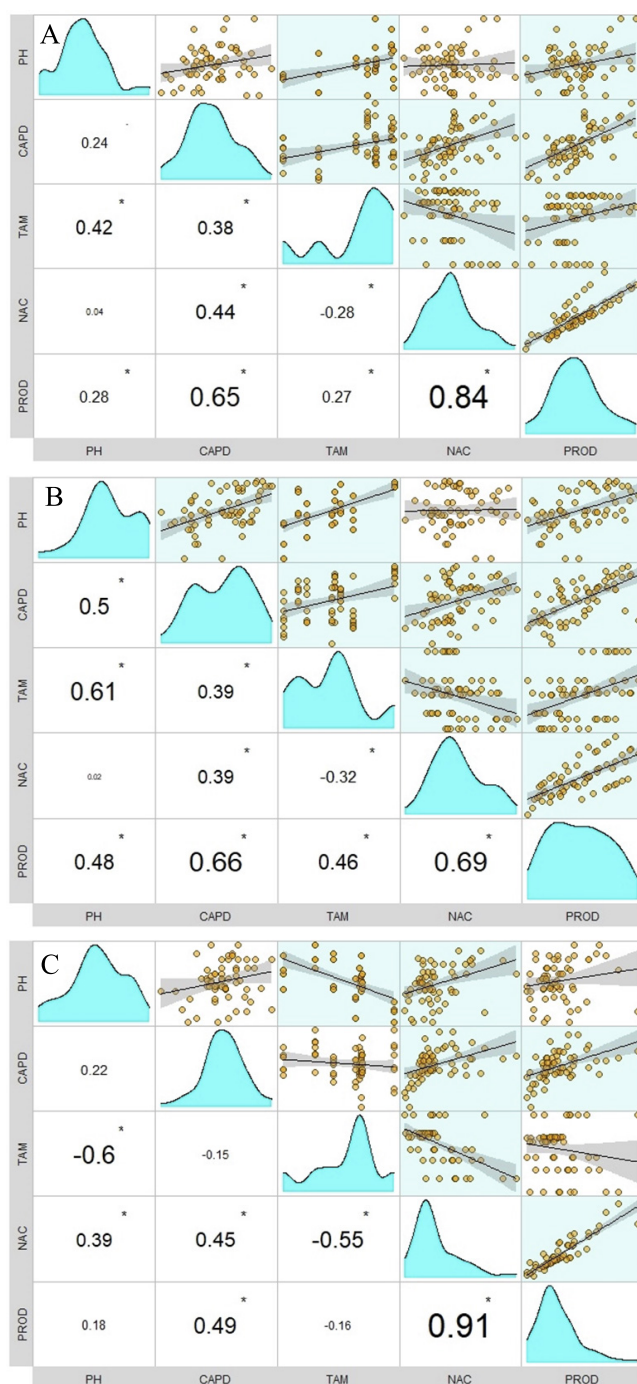 A
PH
CAPD
0.24
TAM
0.42 *
0.38 *
NAC
0.04
0.44 *
-0.28 *
PROD
0.28 *
0.65 *
0.27 *
0.84 *
PH CAPD TAM NAC PROD
B
PH
CAPD
0.5 *
TAM
0.61 *
0.39 *
NAC
0.02
0.39 *
-0.32 *
PROD
0.48 *
0.66 *
0.46 *
0.69 *
PH CAPD TAM NAC PROD
C
PH
CAPD
0.22
TAM
-0.6 *
-0.15
NAC
0.39 *
0.45 *
-0.55 *
PROD
0.18
0.49 *
-0.16
0.91 *
PH CAPD TAM NAC PROD